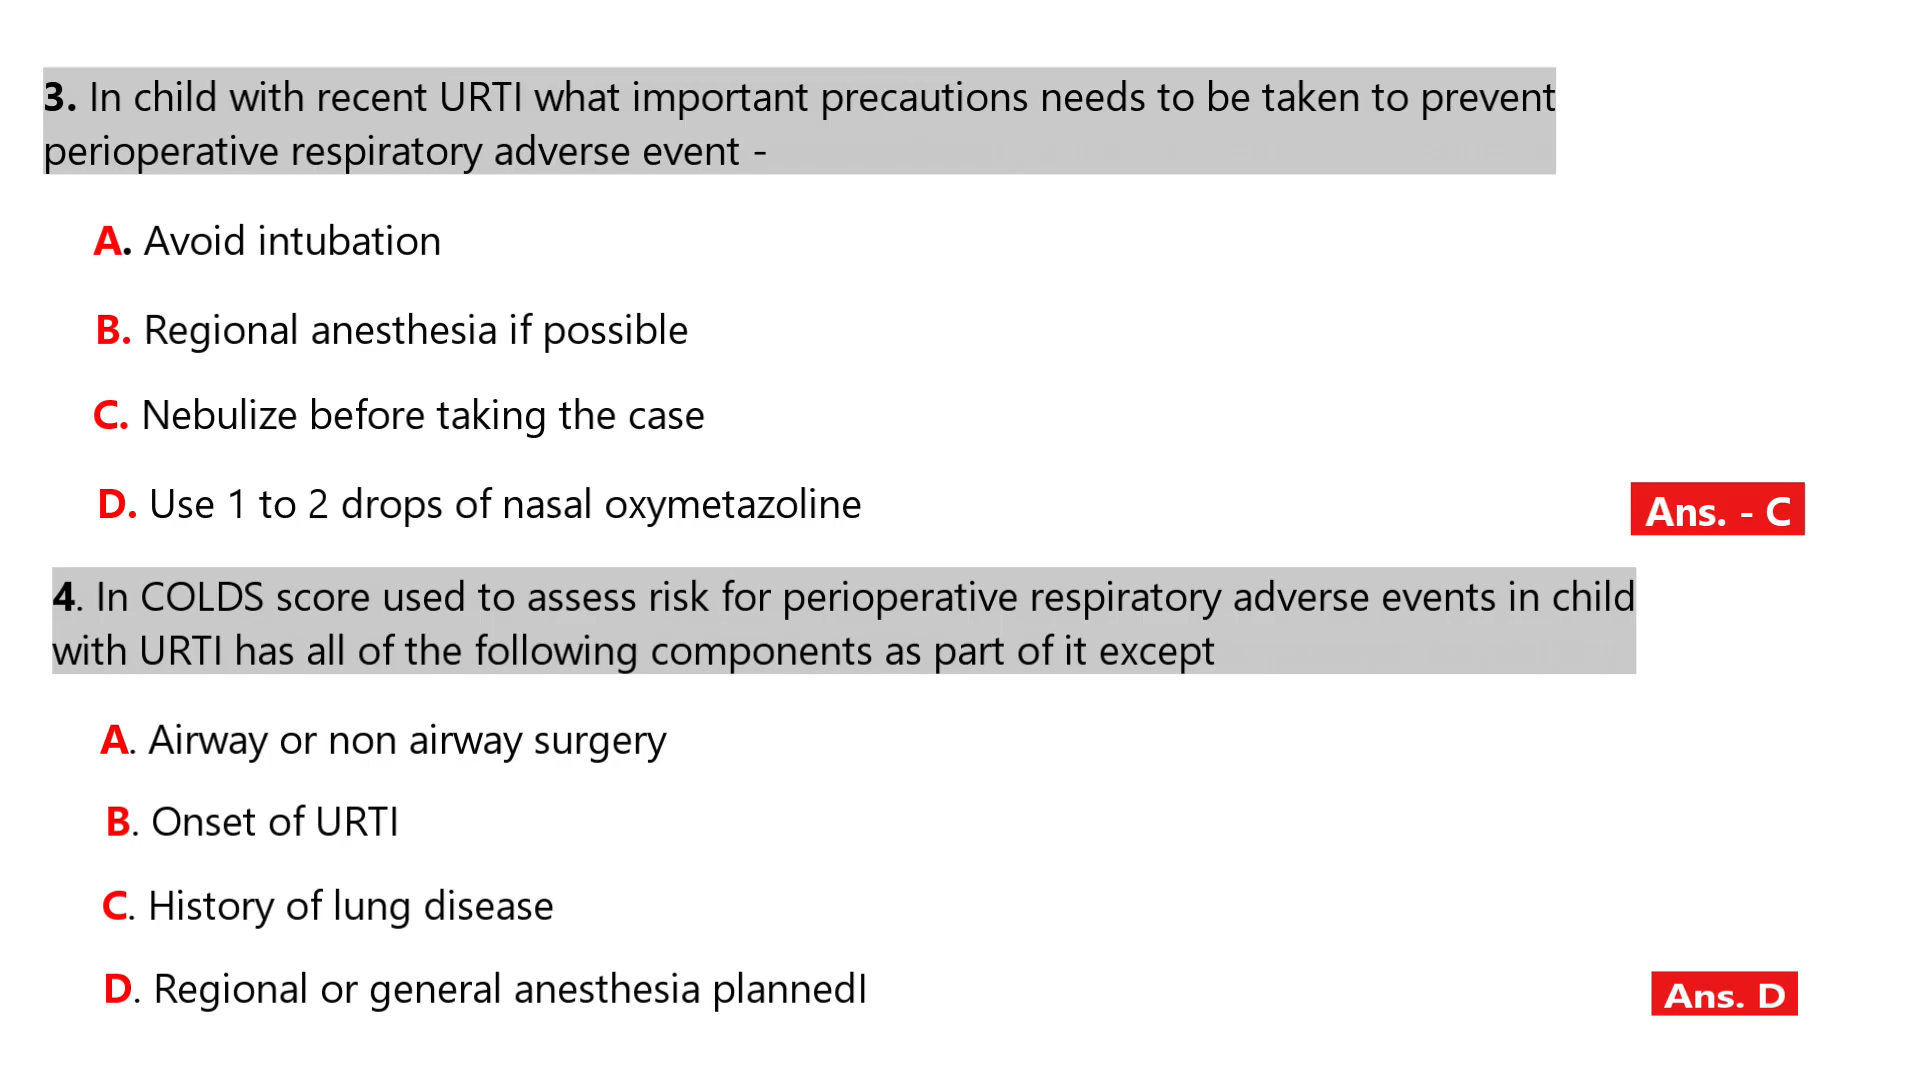 3. In child with recent URTI what important precautions needs to be taken to prevent
perioperative respiratory adverse event -
A. Avoid intubation
B. Regional anesthesia if possible
C. Nebulize before taking the case
D. Use 1 to 2 drops of nasal oxymetazoline
Ans. - C
4. In COLDS score used to assess risk for perioperative respiratory adverse events in child
with URTI has all of the following components as part of it except
A. Airway or non airway surgery
B. Onset of URTI
C. History of lung disease
D. Regional or general anesthesia plannedI
Ans. D